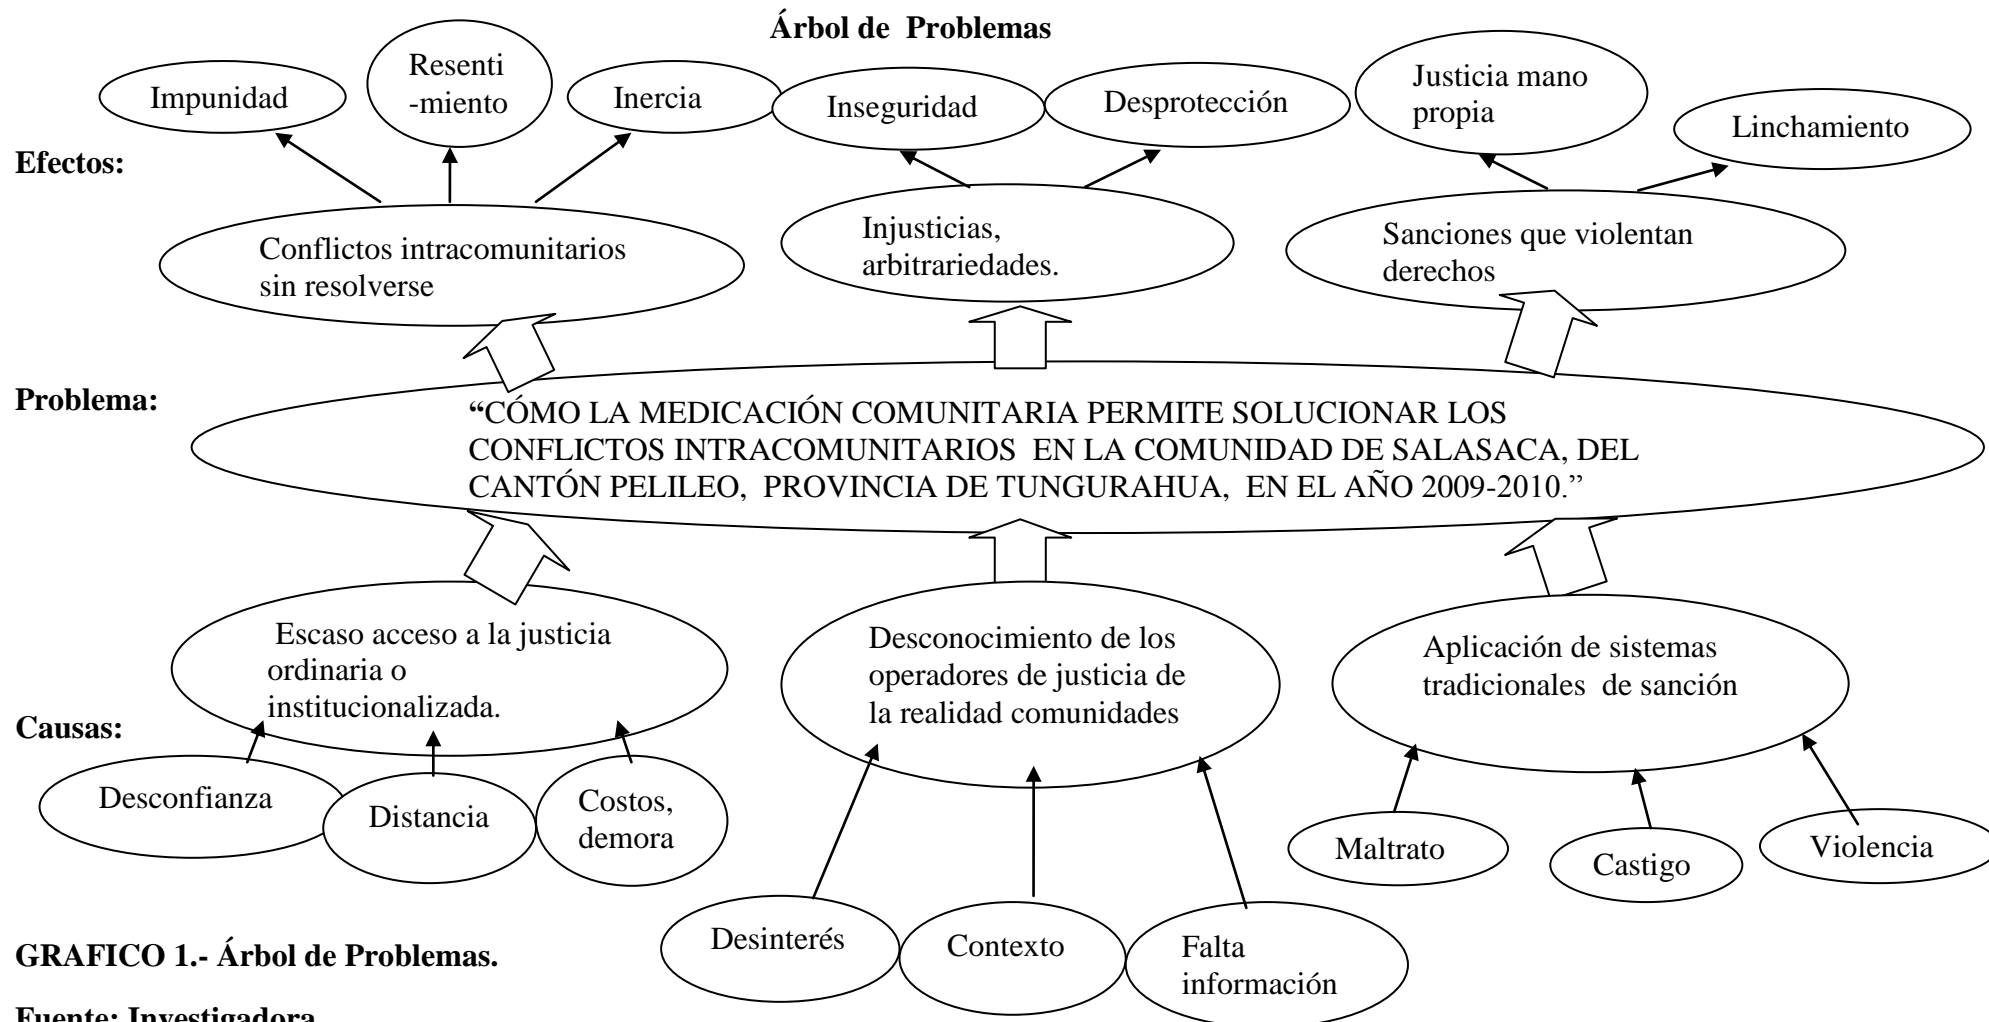 Árbol de  Problemas
Impunidad
Resenti
-miento
Inercia
Inseguridad
Desprotección
Justicia mano
propia
Linchamiento
Efectos:
Conflictos intracomunitarios
sin resolverse
Injusticias,
arbitrariedades.
Sanciones que violentan
derechos
Problema:
“CÓMO LA MEDICACIÓN COMUNITARIA PERMITE SOLUCIONAR LOS
CONFLICTOS INTRACOMUNITARIOS  EN LA COMUNIDAD DE SALASACA, DEL
CANTÓN PELILEO,  PROVINCIA DE TUNGURAHUA,  EN EL AÑO 2009-2010.”
Escaso acceso a la justicia
ordinaria o
institucionalizada.
Desconocimiento de los
operadores de justicia de
la realidad comunidades
Aplicación de sistemas
tradicionales  de sanción
Causas:
Desconfianza
Distancia
Costos,
demora
Maltrato
Castigo
Violencia
Desinterés
Contexto
Falta
información
GRAFICO 1.- Árbol de Problemas.
Fuente: Investigadora